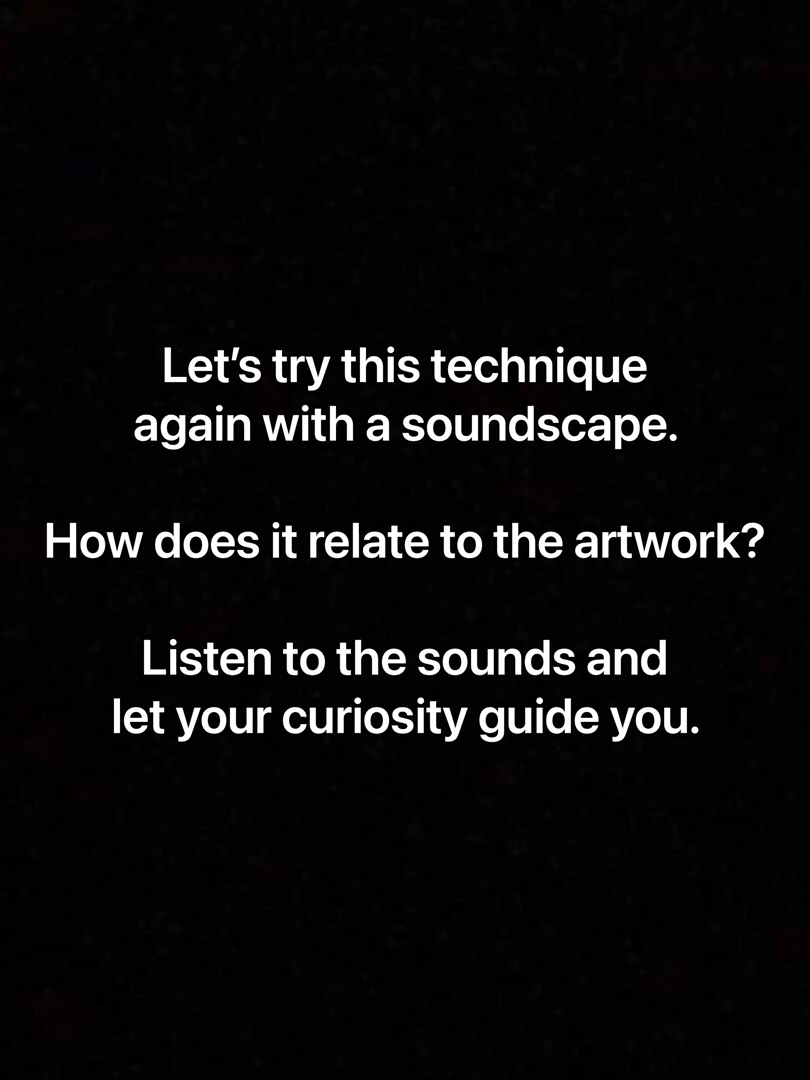 Let’s try this technique
again with a soundscape.
How does it relate to the artwork?
Listen to the sounds and
let your curiosity guide you.